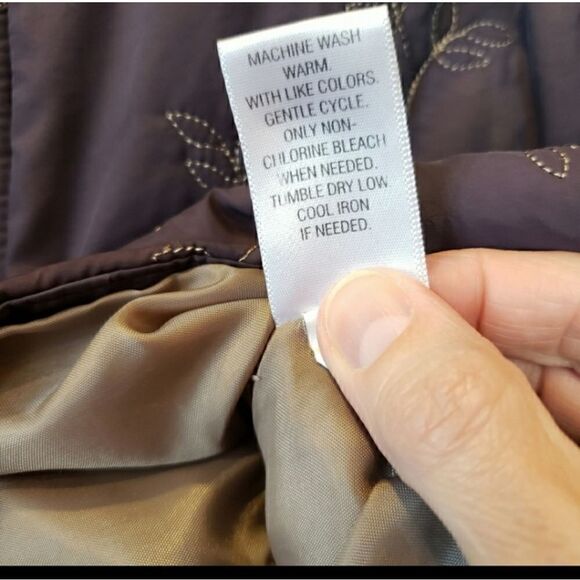 MACHINE WASH
WARM.
WITH LIKE COLORS.
GENTLE CYCLE.
ONLY NON-
CHLORINE BLEACH
WHEN NEEDED.
TUMBLE DRY LOW
COOL IRON
IF NEEDED.